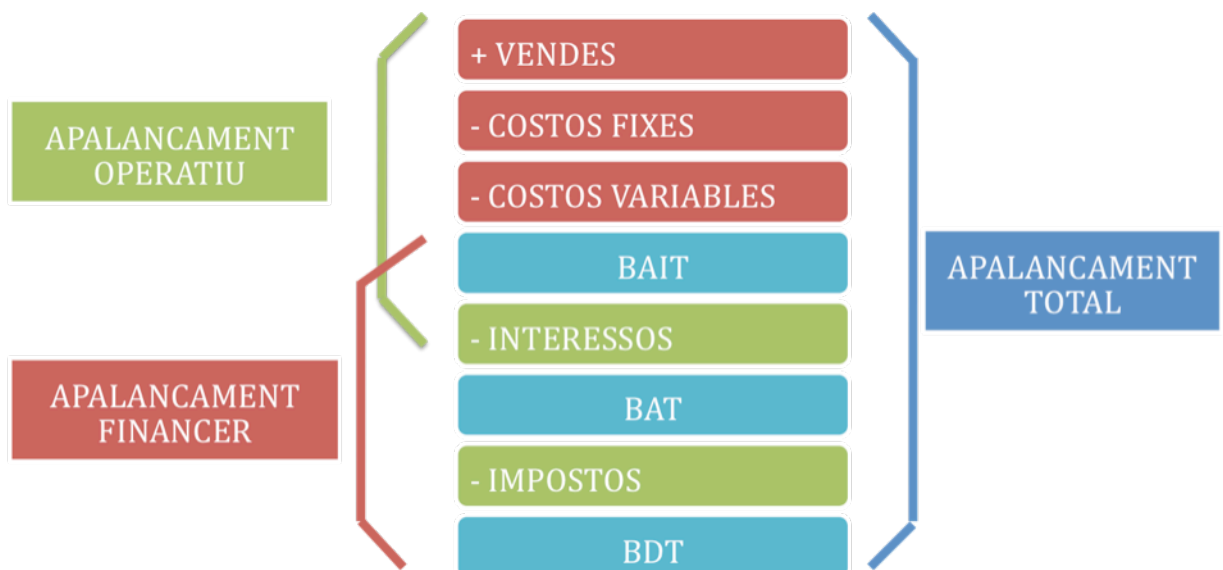 + VENDES
- COSTOS FIXES
- COSTOS VARIABLES
BAIT
- INTERESSOS
BAT
- IMPOSTOS
BDT
APALANCAMENT
OPERATIU
APALANCAMENT
FINANCER
APALANCAMENT
TOTAL